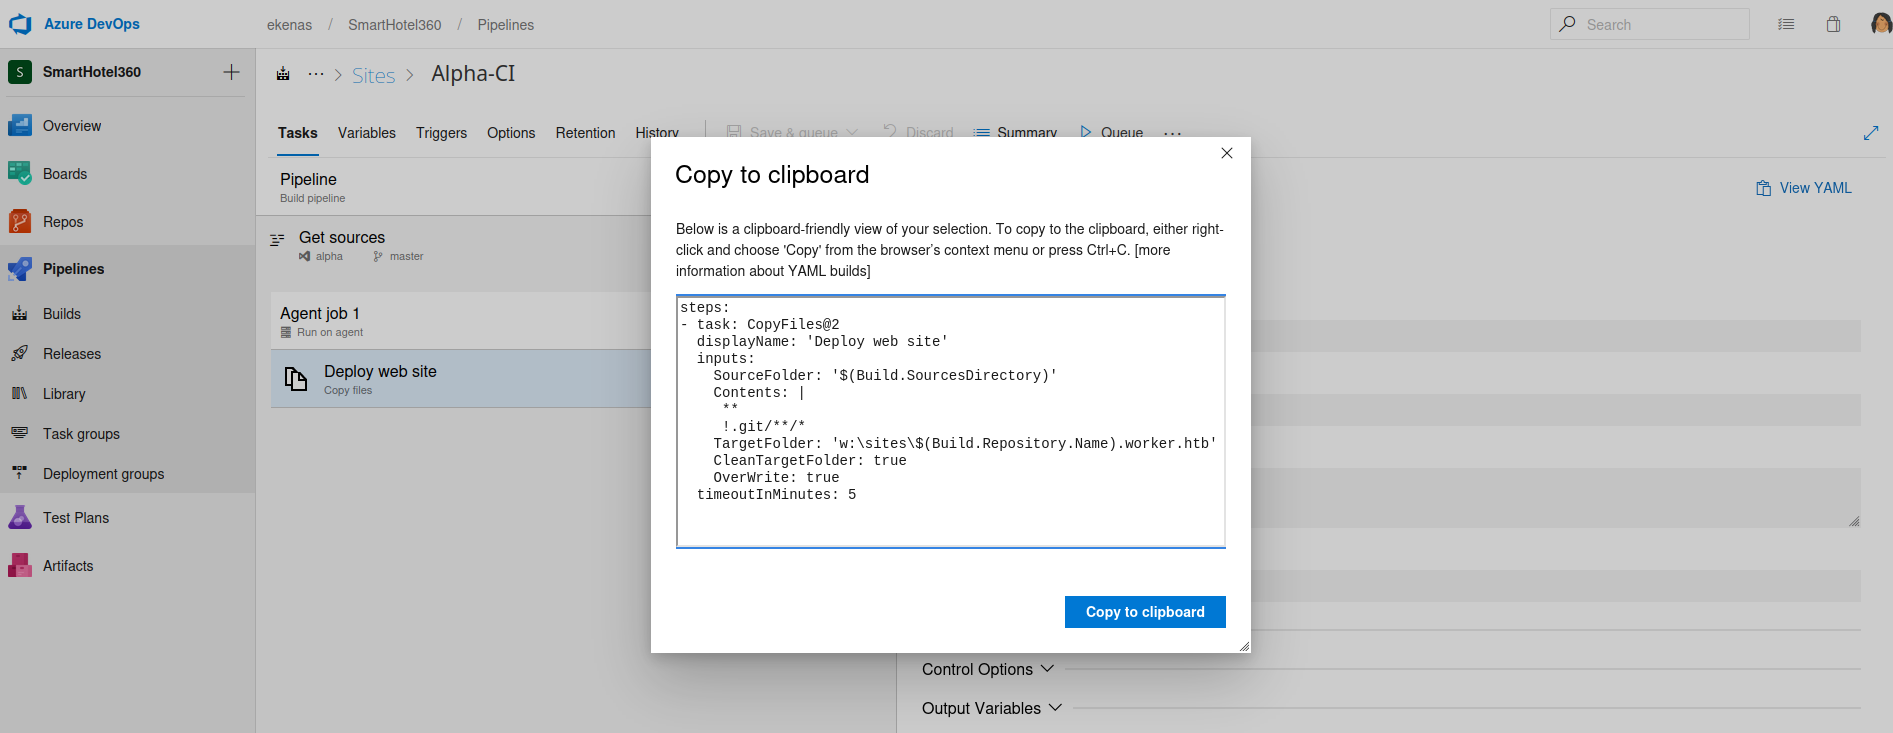 Azure DevOps
ekenas / SmartHotel360 / Pipelines
Search
S SmartHotel360
··· > Sites > Alpha-CI
Overview
Boards
Repos
Pipelines
Builds
Releases
Library
Task groups
Deployment groups
Test Plans
Artifacts
Tasks Variables Triggers Options Retention History Save & queue Discard Summary Queue ···
Pipeline
Build pipeline
View YAML
Get sources
alpha master
Agent job 1
Run on agent
Deploy web site
Copy files
Copy to clipboard
Below is a clipboard-friendly view of your selection. To copy to the clipboard, either right-
click and choose 'Copy' from the browser's context menu or press Ctrl+C. [more
information about YAML builds]
steps:
- task: CopyFiles@2
  displayName: 'Deploy web site'
  inputs:
    SourceFolder: '$(Build.SourcesDirectory)'
    Contents: |
     **
     !.git/**/*
    TargetFolder: 'w:\sites\$(Build.Repository.Name).worker.htb'
    CleanTargetFolder: true
    OverWrite: true
  timeoutInMinutes: 5
Copy to clipboard
Control Options
Output Variables